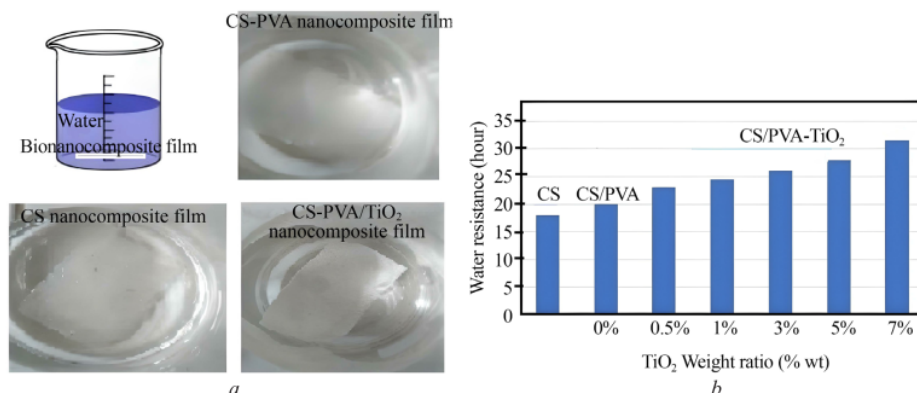 CS-PVA nanocomposite film
Water
Bionanocomposite film
CS nanocomposite film
CS-PVA/TiO₂
nanocomposite film
a
Water resistance (hour)
35
30
25
20
15
10
5
0
CS
CS/PVA
CS/PVA-TiO₂
0% 0.5% 1% 3% 5% 7%
TiO₂ Weight ratio (% wt)
b